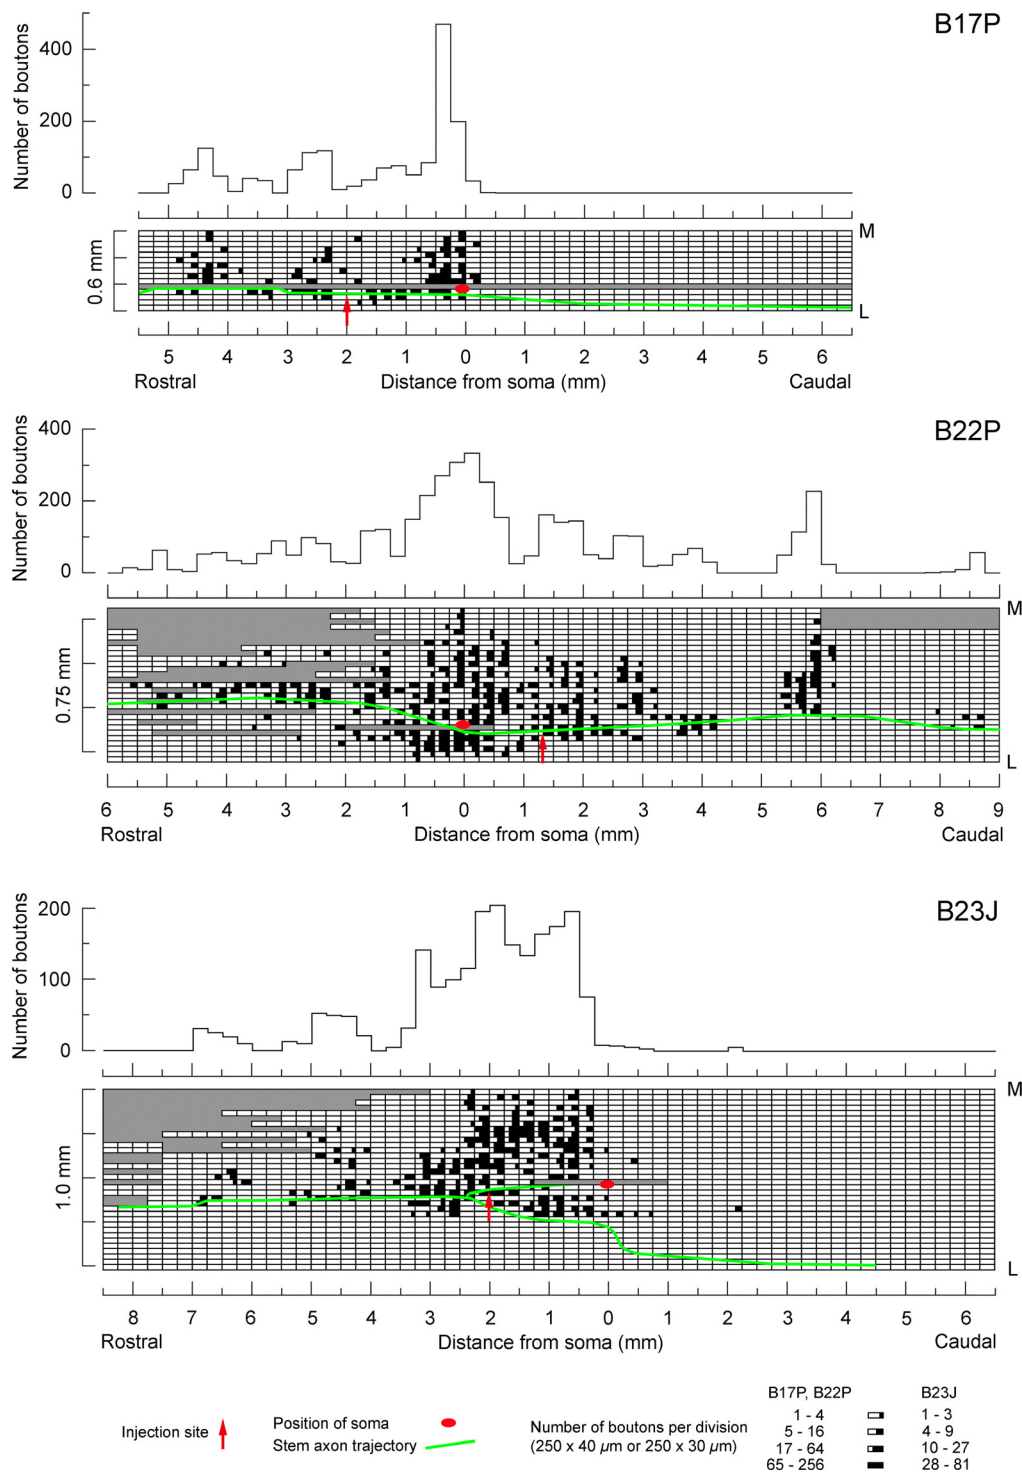 B17P
Number of boutons
400
200
0
M
0.6 mm
L
5 4 3 2 1 0 1 2 3 4 5 6
Rostral Distance from soma (mm) Caudal
B22P
Number of boutons
400
200
0
M
0.75 mm
L
6 5 4 3 2 1 0 1 2 3 4 5 6 7 8 9
Rostral Distance from soma (mm) Caudal
B23J
Number of boutons
200
100
0
M
1.0 mm
L
8 7 6 5 4 3 2 1 0 1 2 3 4 5 6
Rostral Distance from soma (mm) Caudal
Injection site
Position of soma
Stem axon trajectory
Number of boutons per division
(250 x 40 µm or 250 x 30 µm)
B17P, B22P B23J
1 - 4 1 - 3
5 - 16 4 - 9
17 - 64 10 - 27
65 - 256 28 - 81